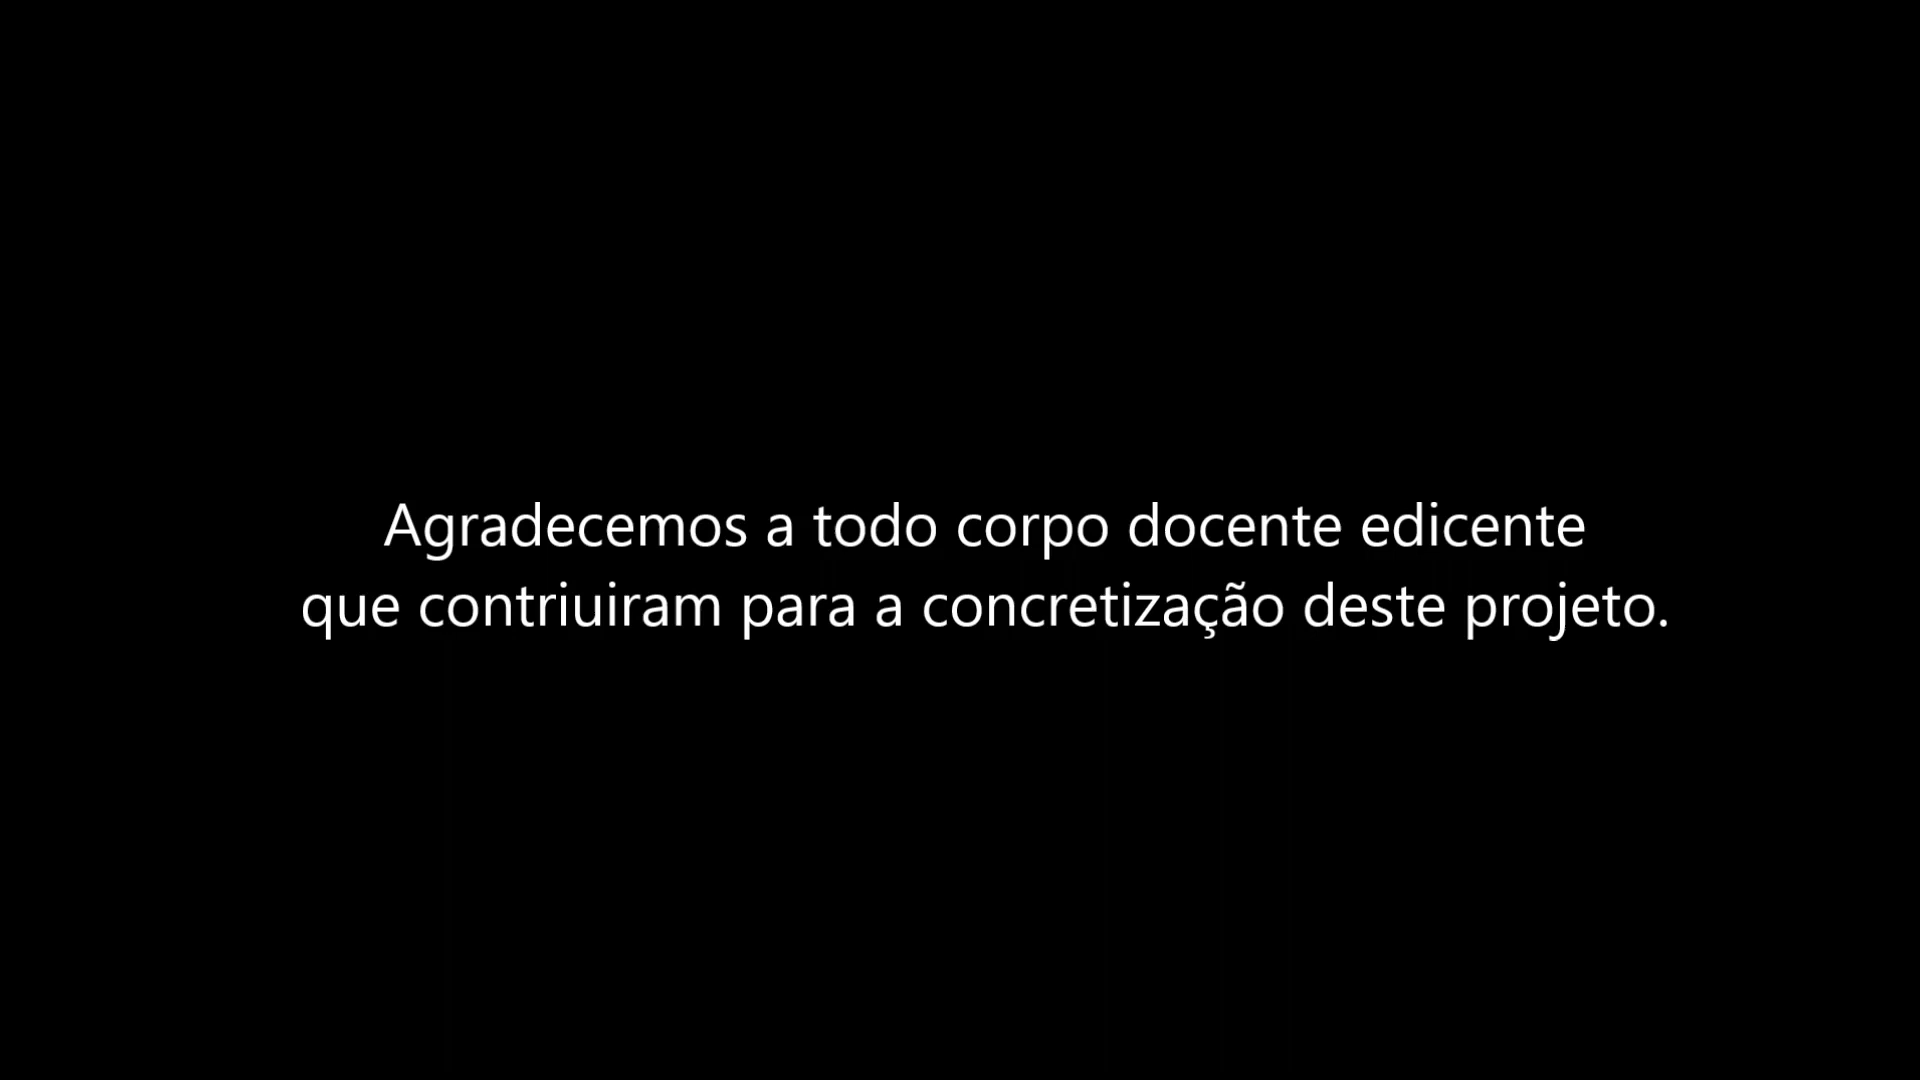 Agradecemos a todo corpo docente edicente
que contriuiram para a concretização deste projeto.